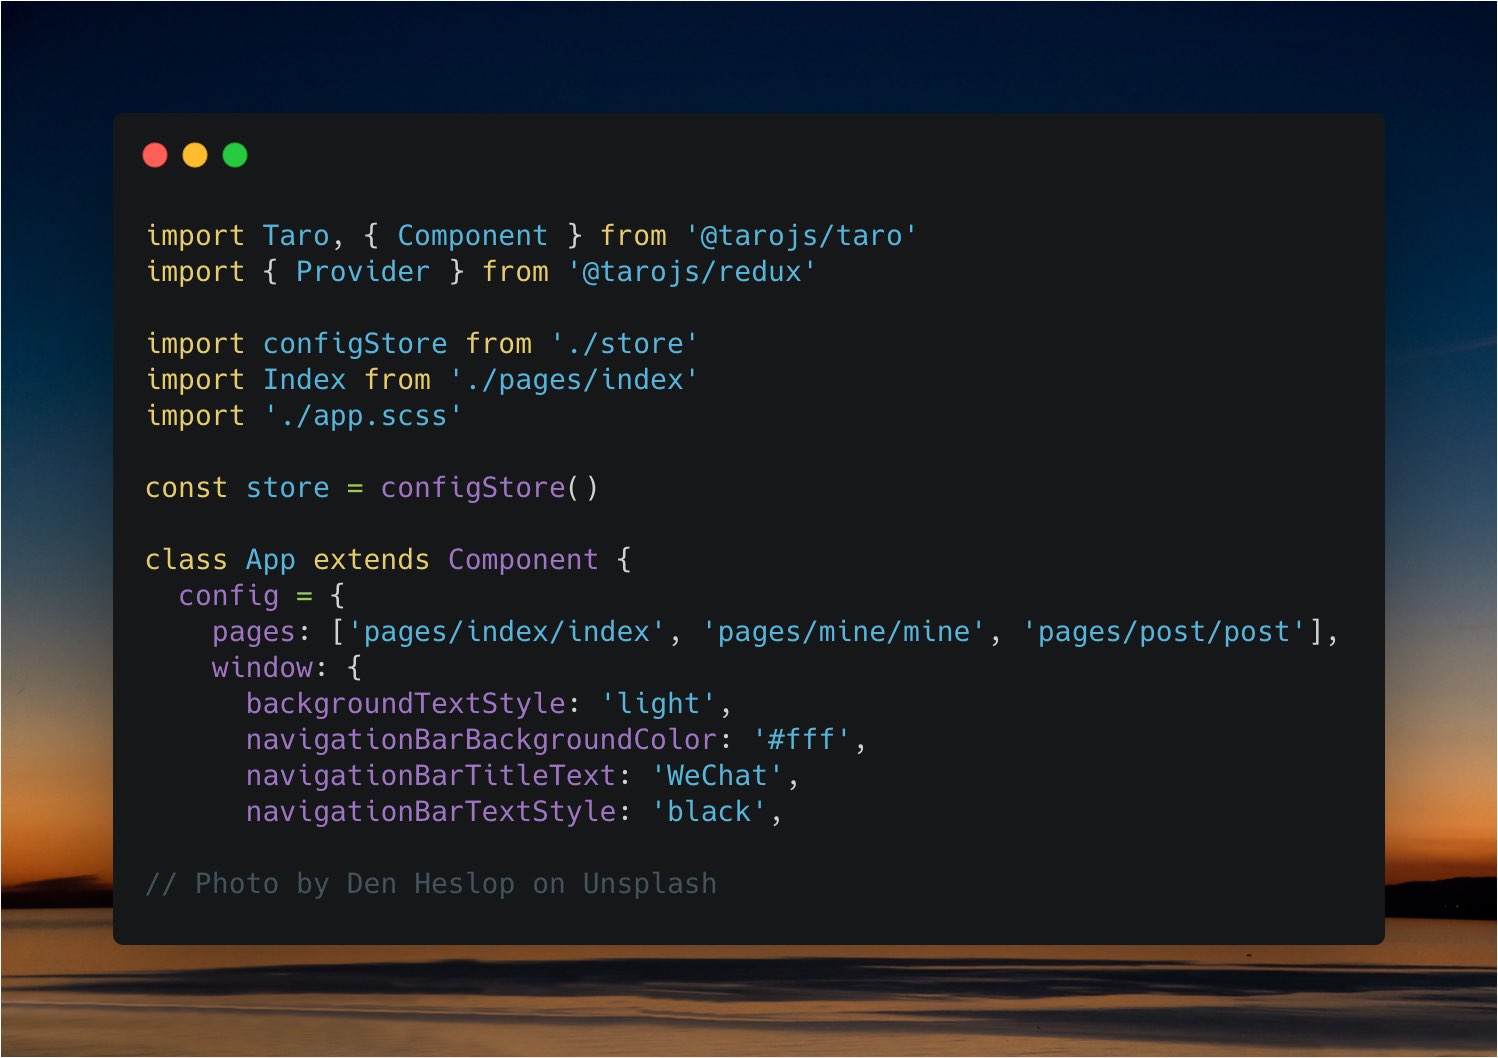 import Taro, { Component } from '@tarojs/taro'
import { Provider } from '@tarojs/redux'
import configStore from './store'
import Index from './pages/index'
import './app.scss'
const store = configStore()
class App extends Component {
  config = {
    pages: ['pages/index/index', 'pages/mine/mine', 'pages/post/post'],
    window: {
      backgroundTextStyle: 'light',
      navigationBarBackgroundColor: '#fff',
      navigationBarTitleText: 'WeChat',
      navigationBarTextStyle: 'black',
// Photo by Den Heslop on Unsplash